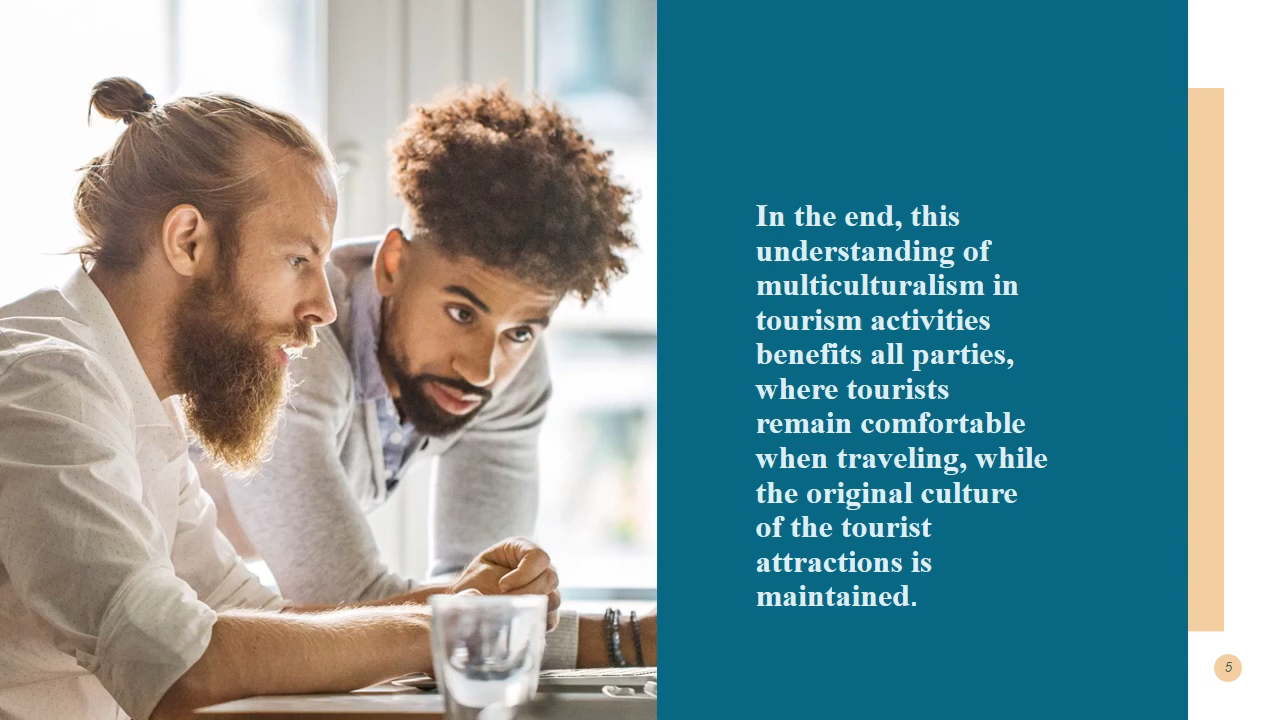 In the end, this
understanding of
multiculturalism in
tourism activities
benefits all parties,
where tourists
remain comfortable
when traveling, while
the original culture
of the tourist
attractions is
maintained.
5